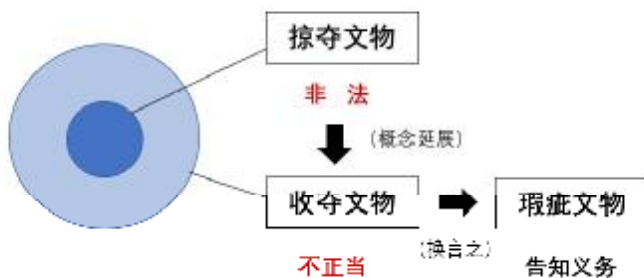 掠夺文物
非 法
(概念延展)
收夺文物
瑕疵文物
(换言之)
不正当
告知义务